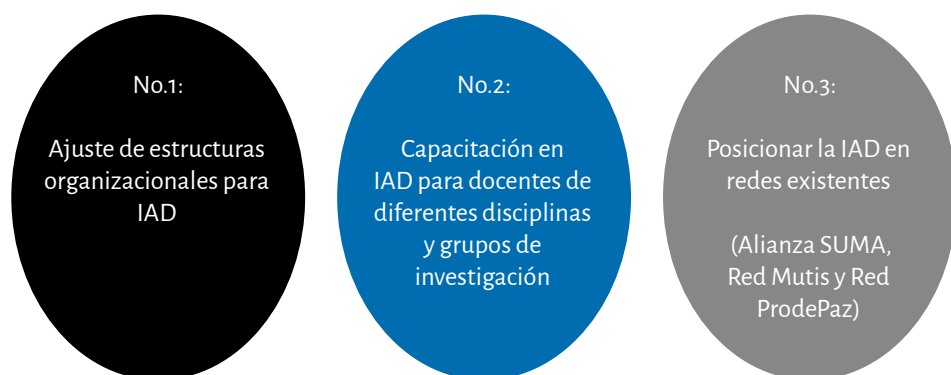 No.1:
Ajuste de estructuras
organizacionales para
IAD
No.2:
Capacitación en
IAD para docentes de
diferentes disciplinas
y grupos de
investigación
No.3:
Posicionar la IAD en
redes existentes
(Alianza SUMA,
Red Mutis y Red
ProdePaz)